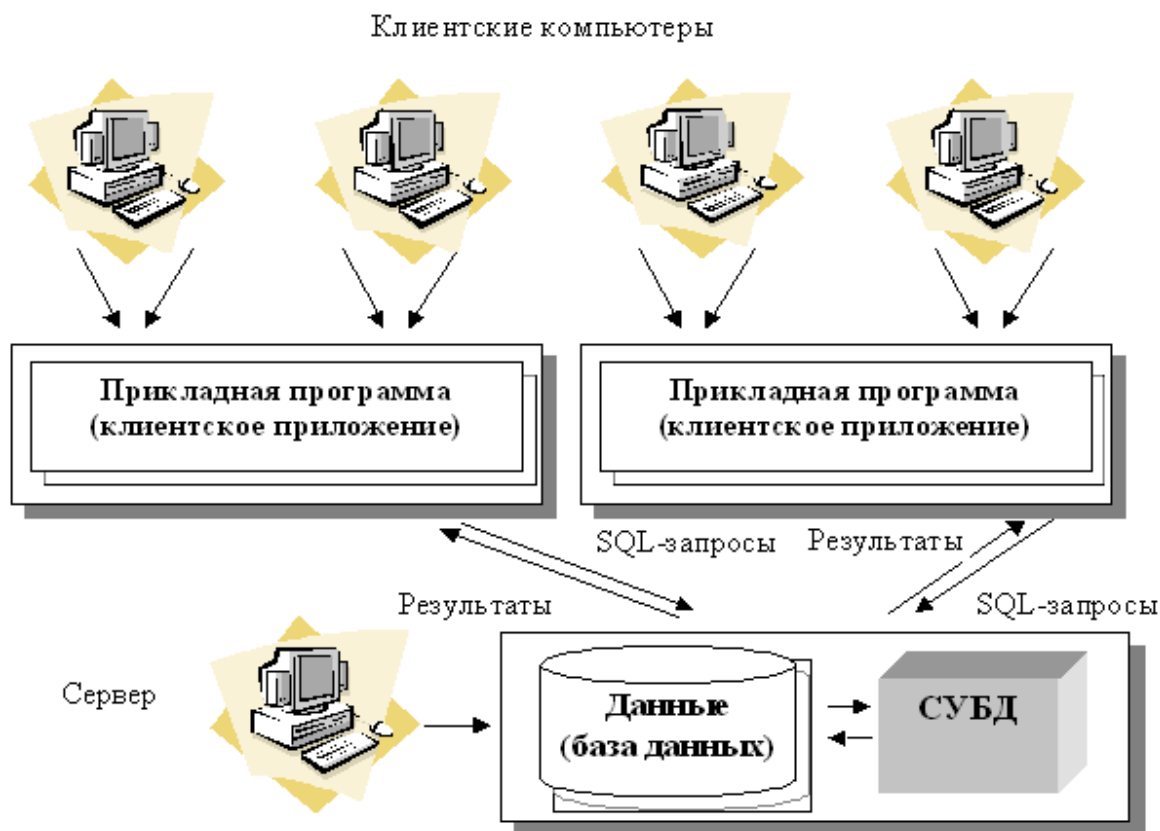 Клиентские компьютеры
Прикладная программа
(клиентское приложение)
Прикладная программа
(клиентское приложение)
SQL-запросы
Результаты
Результаты
SQL-запросы
Сервер
Данные
(база данных)
СУБД